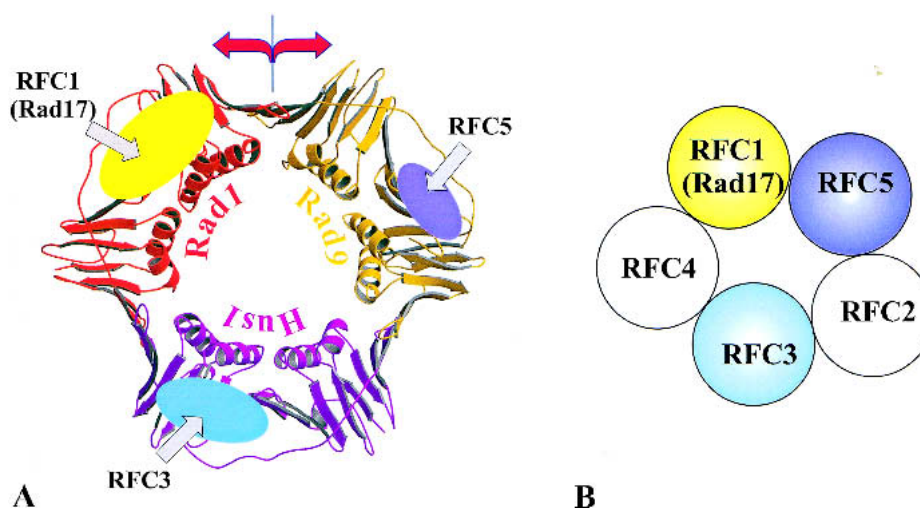 RFC1
(Rad17)
RFC5
Rad1
Rad9
Hus1
RFC3
A
RFC1
(Rad17)
RFC5
RFC4
RFC2
RFC3
B